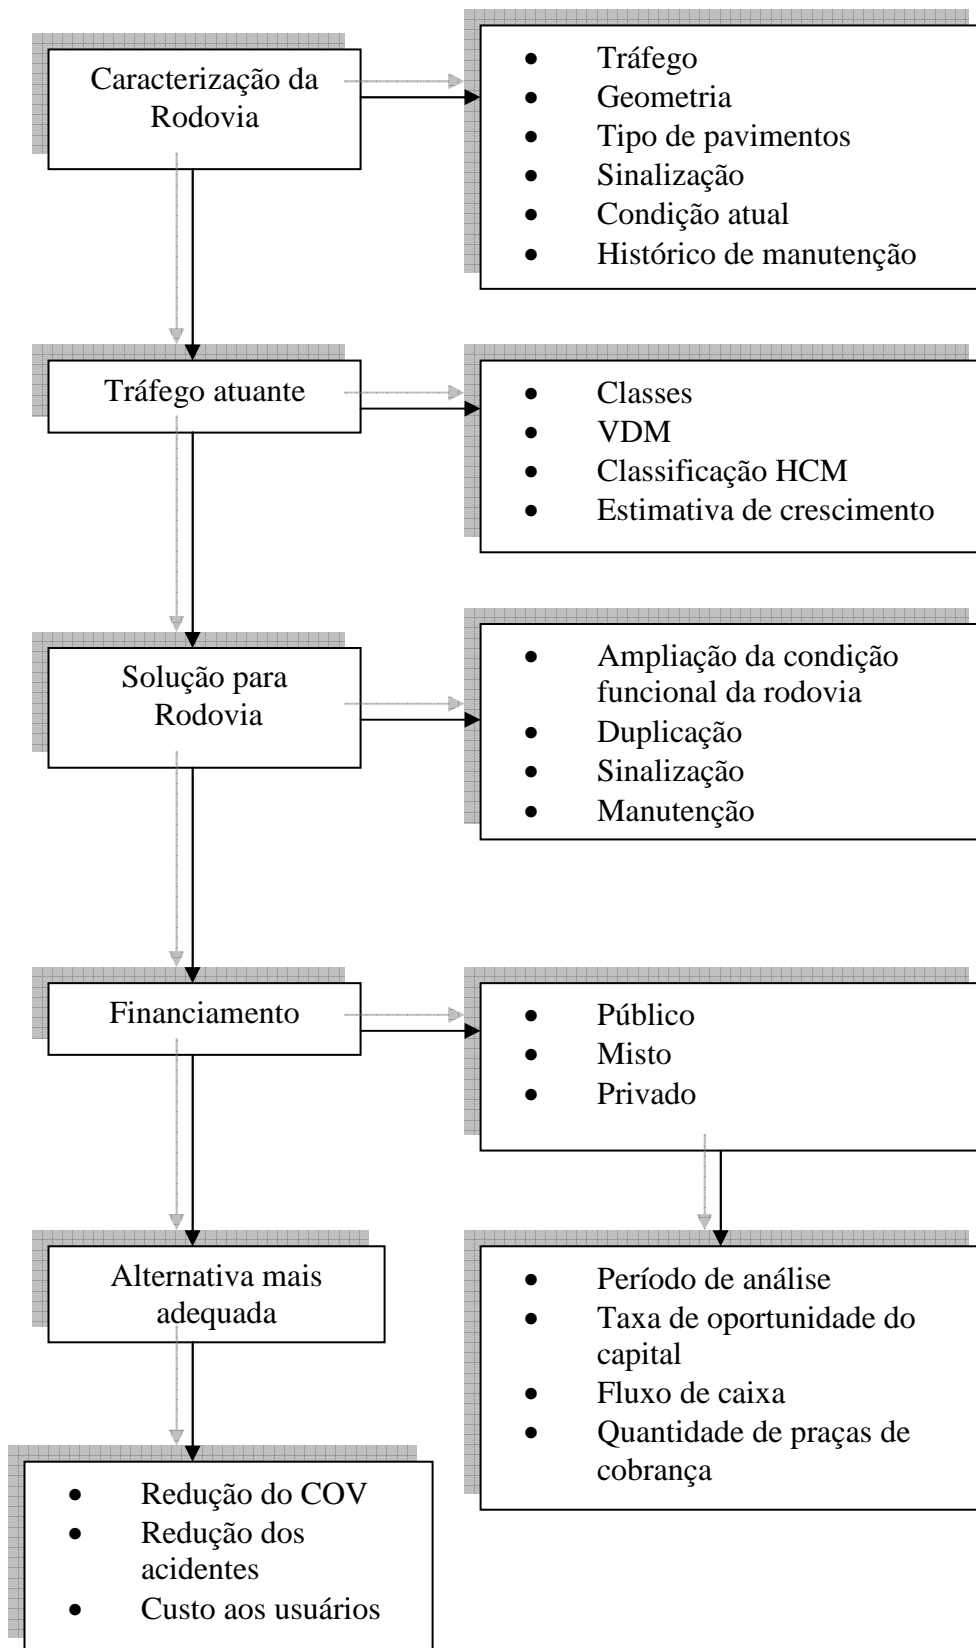 Caracterização da
Rodovia
• Tráfego
• Geometria
• Tipo de pavimentos
• Sinalização
• Condição atual
• Histórico de manutenção
Tráfego atuante
• Classes
• VDM
• Classificação HCM
• Estimativa de crescimento
Solução para
Rodovia
• Ampliação da condição
funcional da rodovia
• Duplicação
• Sinalização
• Manutenção
Financiamento
• Público
• Misto
• Privado
Alternativa mais
adequada
• Período de análise
• Taxa de oportunidade do
capital
• Fluxo de caixa
• Quantidade de praças de
cobrança
• Redução do COV
• Redução dos
acidentes
• Custo aos usuários